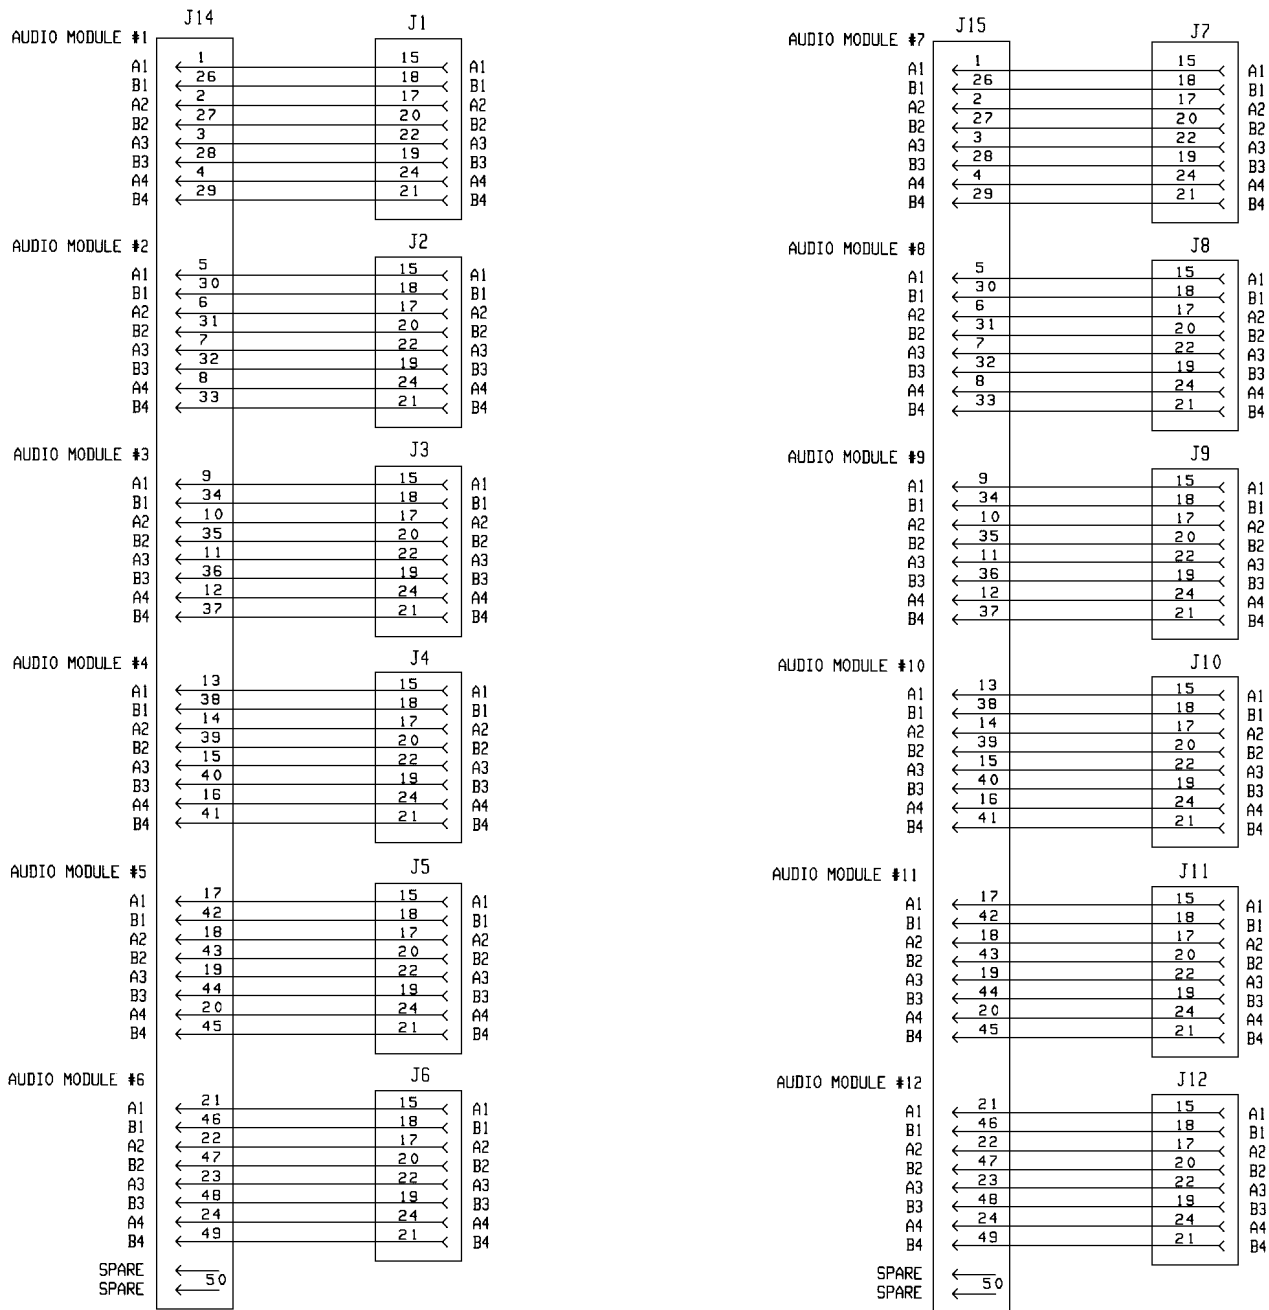 J14 J1
AUDIO MODULE #1
A1 1 15 A1
B1 26 18 B1
A2 2 17 A2
B2 27 20 B2
A3 3 22 A3
B3 28 19 B3
A4 4 24 A4
B4 29 21 B4
AUDIO MODULE #2 J2
A1 5 15 A1
B1 30 18 B1
A2 6 17 A2
B2 31 20 B2
A3 7 22 A3
B3 32 19 B3
A4 8 24 A4
B4 33 21 B4
AUDIO MODULE #3 J3
A1 9 15 A1
B1 34 18 B1
A2 10 17 A2
B2 35 20 B2
A3 11 22 A3
B3 36 19 B3
A4 12 24 A4
B4 37 21 B4
AUDIO MODULE #4 J4
A1 13 15 A1
B1 38 18 B1
A2 14 17 A2
B2 39 20 B2
A3 15 22 A3
B3 40 19 B3
A4 16 24 A4
B4 41 21 B4
AUDIO MODULE #5 J5
A1 17 15 A1
B1 42 18 B1
A2 18 17 A2
B2 43 20 B2
A3 19 22 A3
B3 44 19 B3
A4 20 24 A4
B4 45 21 B4
AUDIO MODULE #6 J6
A1 21 15 A1
B1 46 18 B1
A2 22 17 A2
B2 47 20 B2
A3 23 22 A3
B3 48 19 B3
A4 24 24 A4
B4 49 21 B4
SPARE
SPARE 50
J15 J7
AUDIO MODULE #7
A1 1 15 A1
B1 26 18 B1
A2 2 17 A2
B2 27 20 B2
A3 3 22 A3
B3 28 19 B3
A4 4 24 A4
B4 29 21 B4
AUDIO MODULE #8 J8
A1 5 15 A1
B1 30 18 B1
A2 6 17 A2
B2 31 20 B2
A3 7 22 A3
B3 32 19 B3
A4 8 24 A4
B4 33 21 B4
AUDIO MODULE #9 J9
A1 9 15 A1
B1 34 18 B1
A2 10 17 A2
B2 35 20 B2
A3 11 22 A3
B3 36 19 B3
A4 12 24 A4
B4 37 21 B4
AUDIO MODULE #10 J10
A1 13 15 A1
B1 38 18 B1
A2 14 17 A2
B2 39 20 B2
A3 15 22 A3
B3 40 19 B3
A4 16 24 A4
B4 41 21 B4
AUDIO MODULE #11 J11
A1 17 15 A1
B1 42 18 B1
A2 18 17 A2
B2 43 20 B2
A3 19 22 A3
B3 44 19 B3
A4 20 24 A4
B4 45 21 B4
AUDIO MODULE #12 J12
A1 21 15 A1
B1 46 18 B1
A2 22 17 A2
B2 47 20 B2
A3 23 22 A3
B3 48 19 B3
A4 24 24 A4
B4 49 21 B4
SPARE
SPARE 50